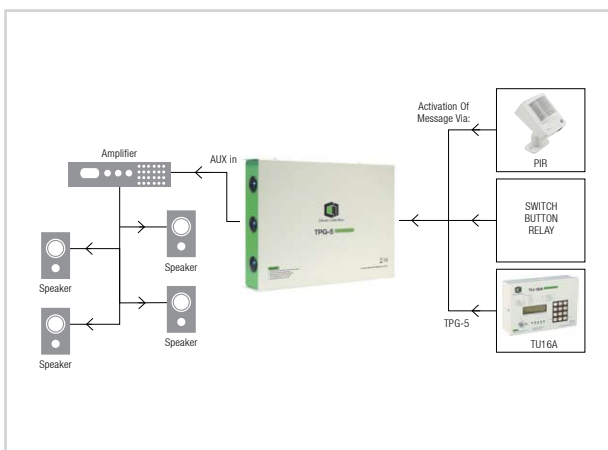 Activation Of
Message Via:
PIR
Amplifier
AUX in
TPG-5
SWITCH
BUTTON
RELAY
Speaker
Speaker
Speaker
Speaker
TPG-5
TU16A